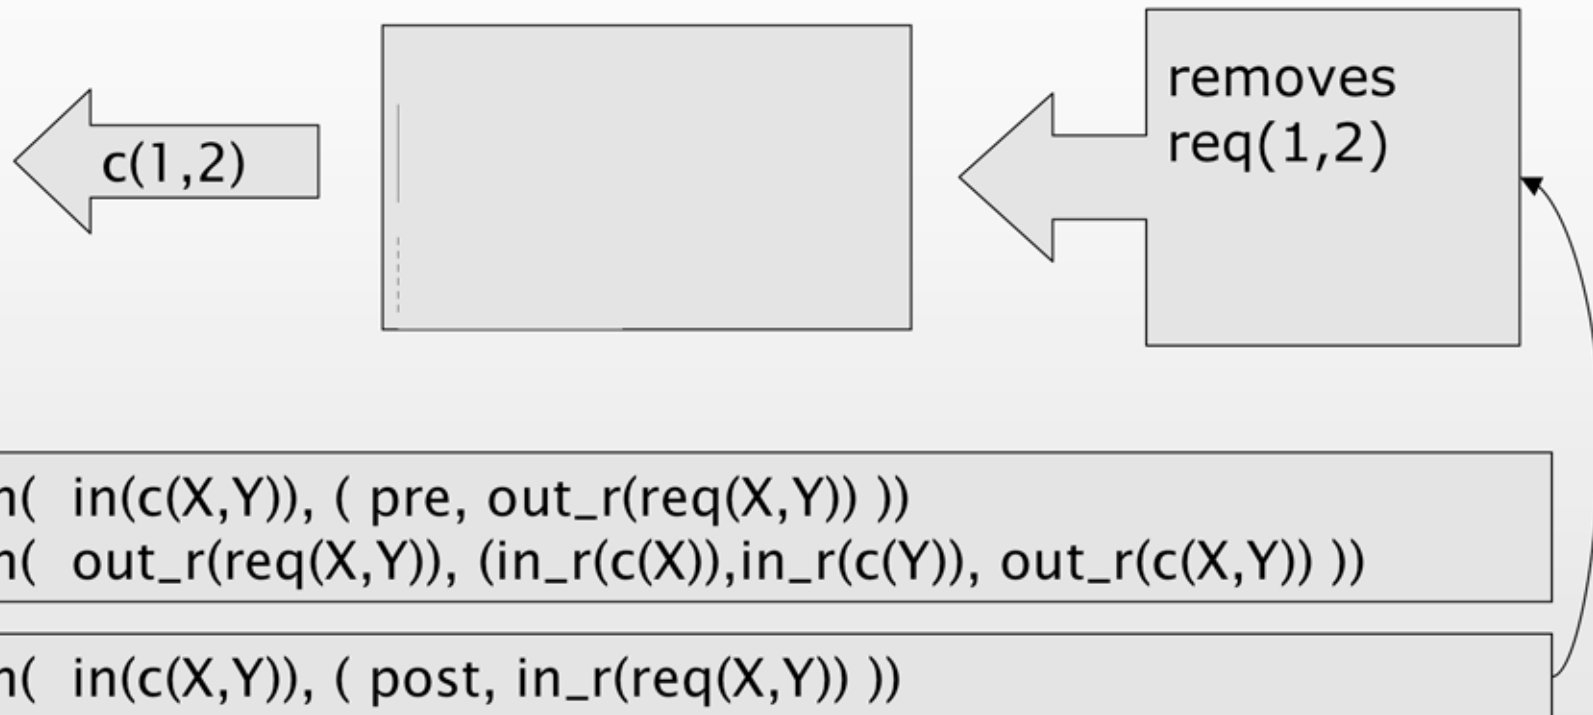 c(1,2)
removes
req(1,2)
( in(c(X,Y)), ( pre, out_r(req(X,Y)) ))
( out_r(req(X,Y)), (in_r(c(X)),in_r(c(Y)), out_r(c(X,Y)) ))
( in(c(X,Y)), ( post, in_r(req(X,Y)) ))